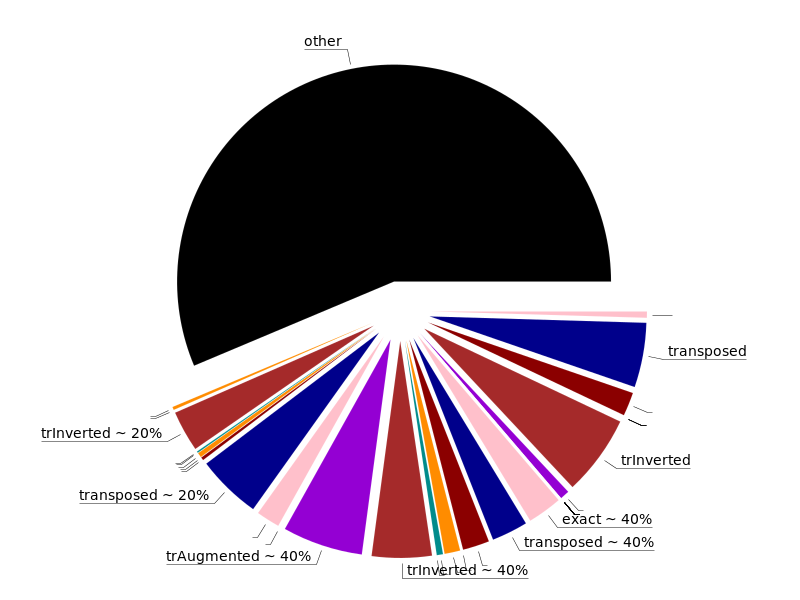 other
transposed
trInverted ~ 20%
trInverted
transposed ~ 20%
exact ~ 40%
transposed ~ 40%
trAugmented ~ 40%
trInverted ~ 40%